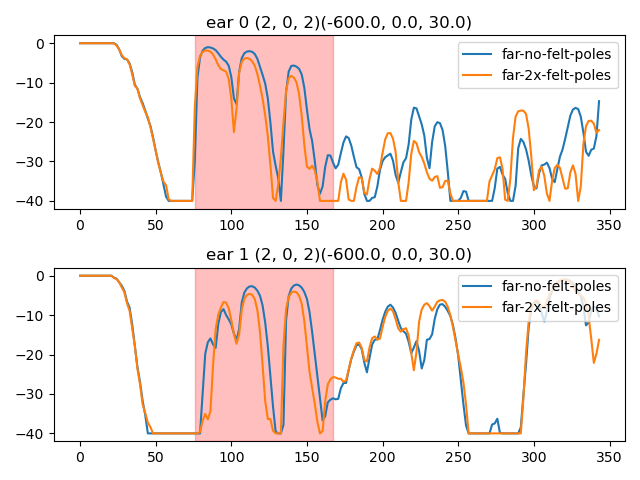 ear 0 (2, 0, 2)(-600.0, 0.0, 30.0)
0
−10
−20
−30
−40
far-no-felt-poles
far-2x-felt-poles
0 50 100 150 200 250 300 350
ear 1 (2, 0, 2)(-600.0, 0.0, 30.0)
0
−10
−20
−30
−40
far-no-felt-poles
far-2x-felt-poles
0 50 100 150 200 250 300 350